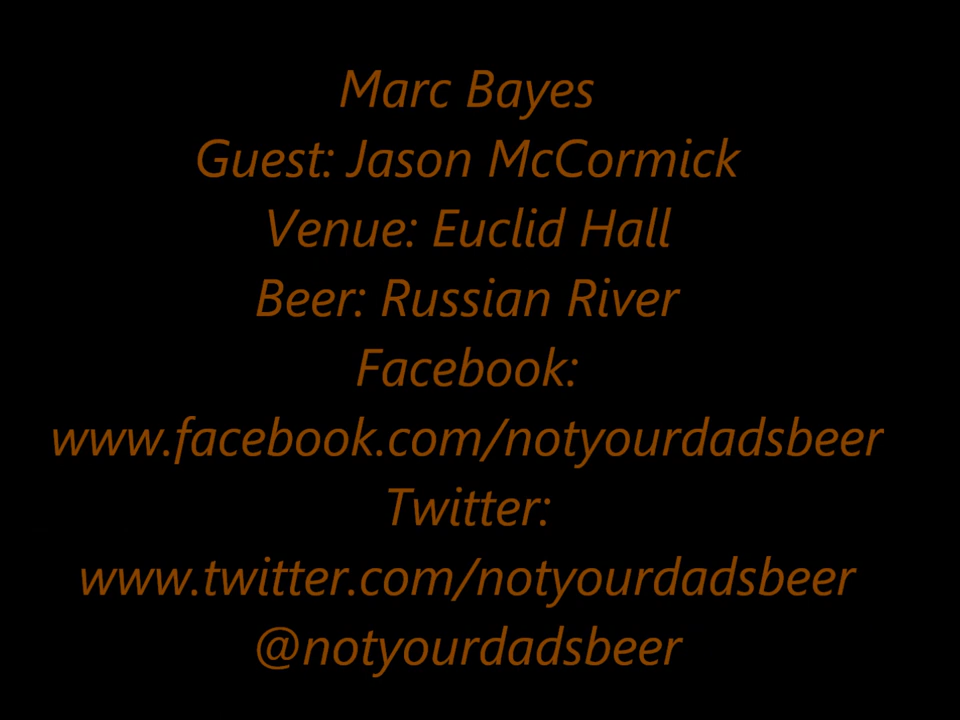 Marc Bayes
Guest: Jason McCormick
Venue: Euclid Hall
Beer: Russian River
Facebook:
www.facebook.com/notyourdadsbeer
Twitter:
www.twitter.com/notyourdadsbeer
@notyourdadsbeer